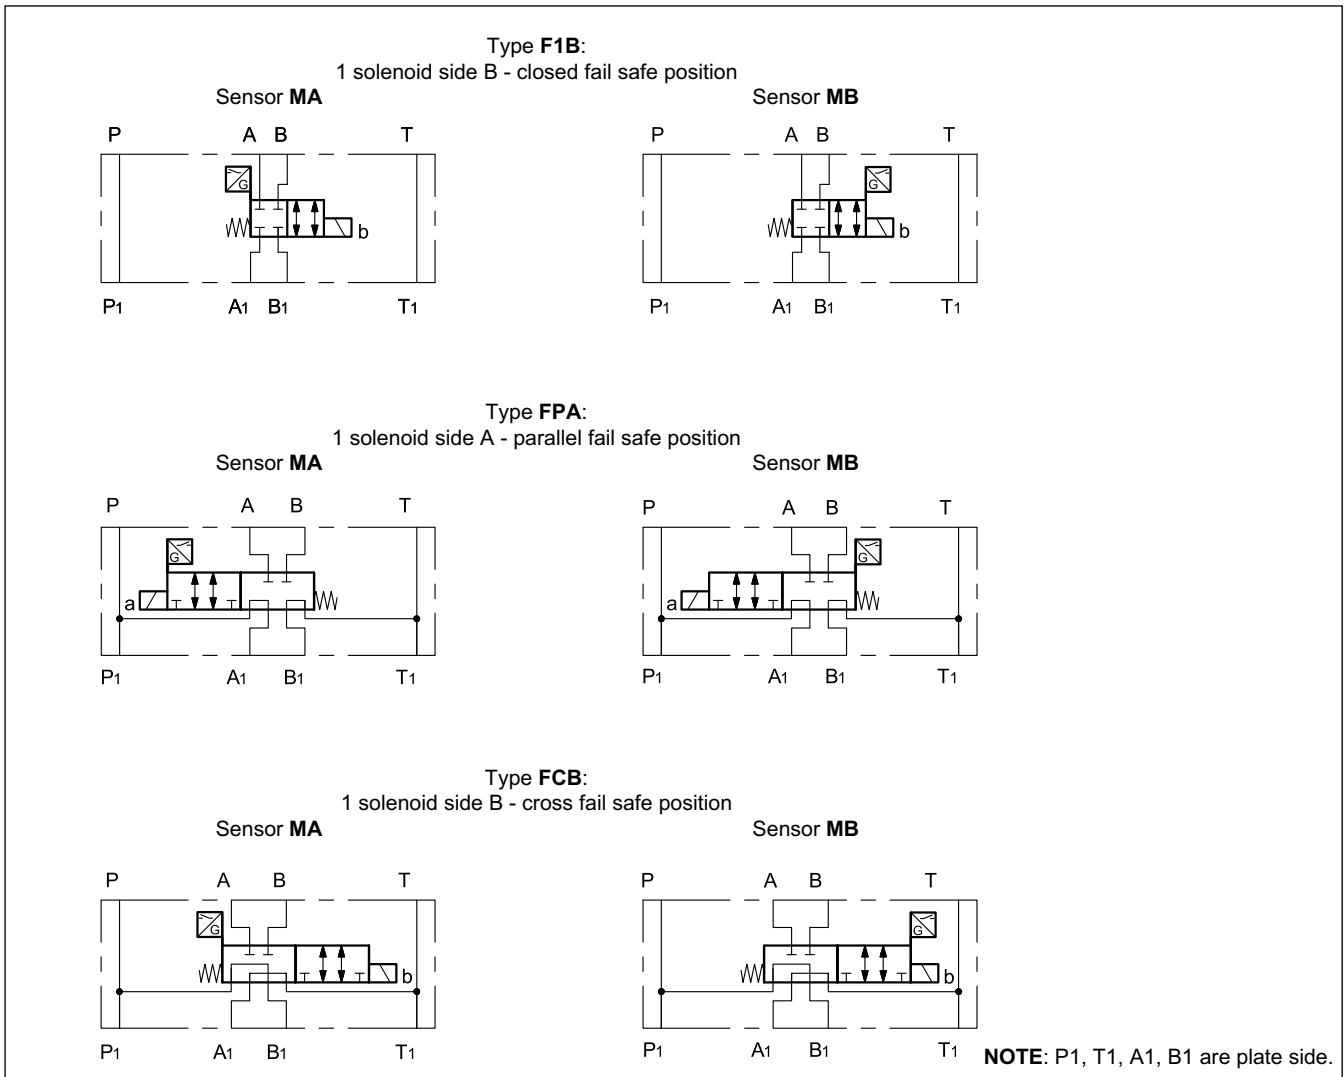 Type F1B:
1 solenoid side B - closed fail safe position
Sensor MA Sensor MB
P A B T P A B T
G G
b b
P1 A1 B1 T1 P1 A1 B1 T1
Type FPA:
1 solenoid side A - parallel fail safe position
Sensor MA Sensor MB
P A B T P A B T
G G
a a
P1 A1 B1 T1 P1 A1 B1 T1
Type FCB:
1 solenoid side B - cross fail safe position
Sensor MA Sensor MB
P A B T P A B T
G G
b b
P1 A1 B1 T1 P1 A1 B1 T1
NOTE: P1, T1, A1, B1 are plate side.